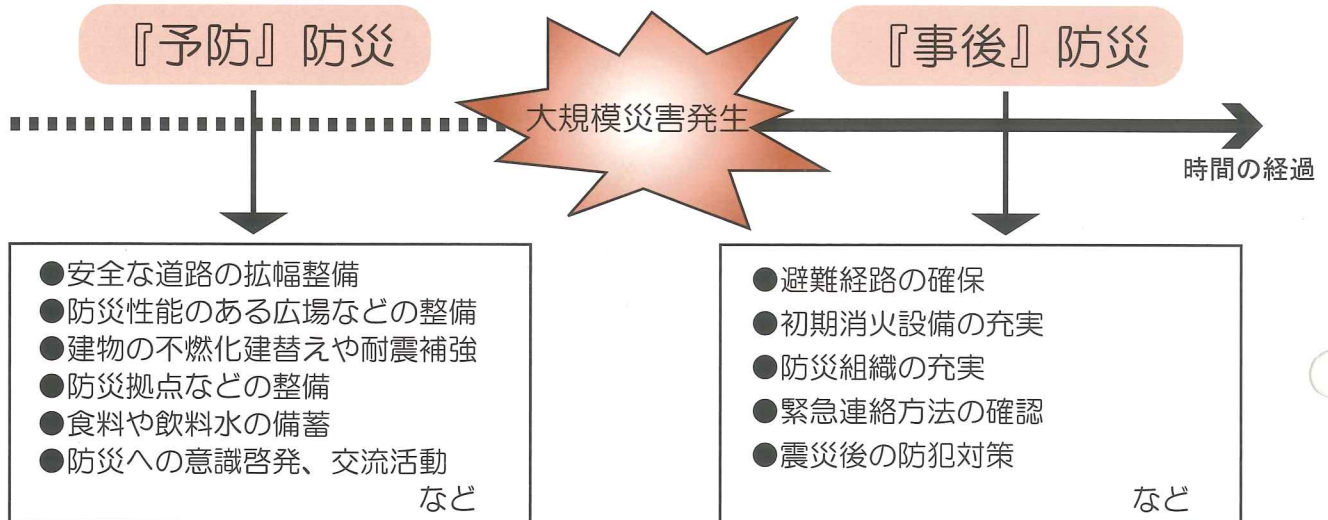 『予防』防災
『事後』防災
大規模災害発生
時間の経過
●安全な道路の拡幅整備
●防災性能のある広場などの整備
●建物の不燃化建替えや耐震補強
●防災拠点などの整備
●食料や飲料水の備蓄
●防災への意識啓発、交流活動
など
●避難経路の確保
●初期消火設備の充実
●防災組織の充実
●緊急連絡方法の確認
●震災後の防犯対策
など